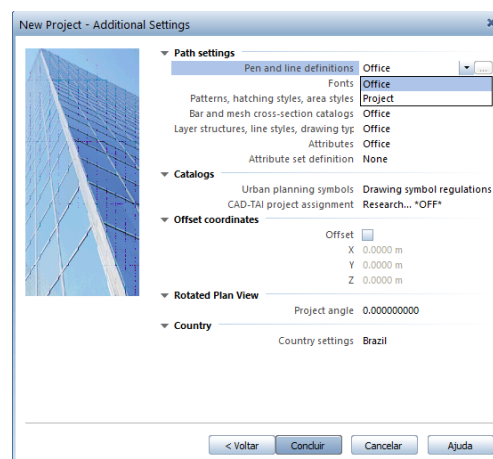 New Project - Additional Settings
Path settings
Pen and line definitions Office ...
Fonts Office
Patterns, hatching styles, area styles Project
Bar and mesh cross-section catalogs Office
Layer structures, line styles, drawing typ Office
Attributes Office
Attribute set definition None
Catalogs
Urban planning symbols Drawing symbol regulations
CAD-TAI project assignment Research... *OFF*
Offset coordinates
Offset
X 0.0000 m
Y 0.0000 m
Z 0.0000 m
Rotated Plan View
Project angle 0.000000000
Country
Country settings Brazil
< Voltar Concluir Cancelar Ajuda